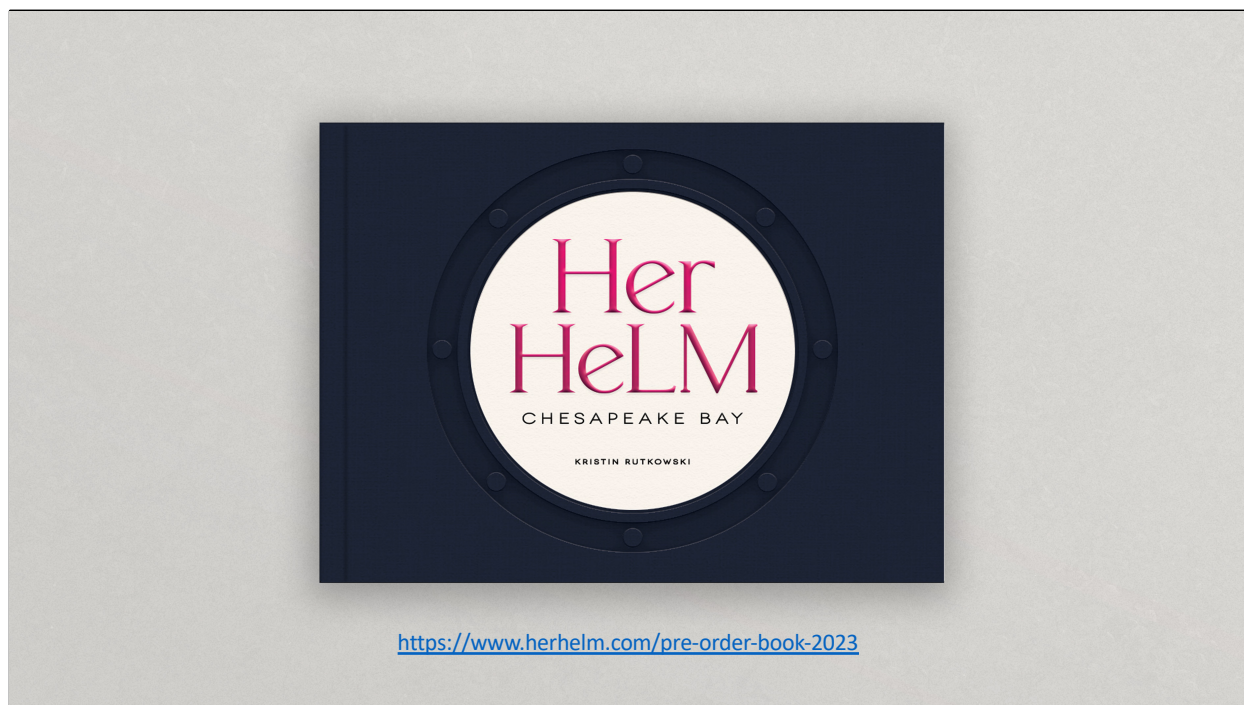 Her
HeLM
CHESAPEAKE BAY
KRISTIN RUTKOWSKI
https://www.herhelm.com/pre-order-book-2023